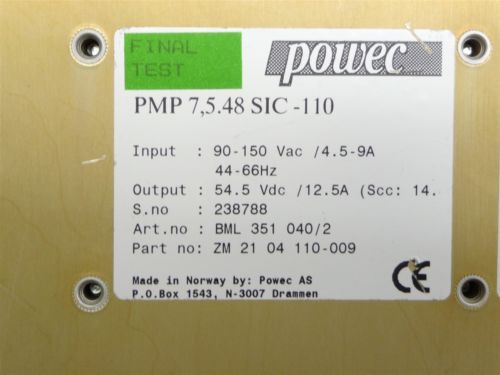 FINAL
TEST
powec
PMP 7,5.48 SIC -110
Input : 90-150 Vac /4.5-9A
44-66Hz
Output : 54.5 Vdc /12.5A (Scc: 14.
S.no : 238788
Art.no : BML 351 040/2
Part no: ZM 21 04 110-009
Made in Norway by: Powec AS
P.O.Box 1543, N-3007 Drammen
CE